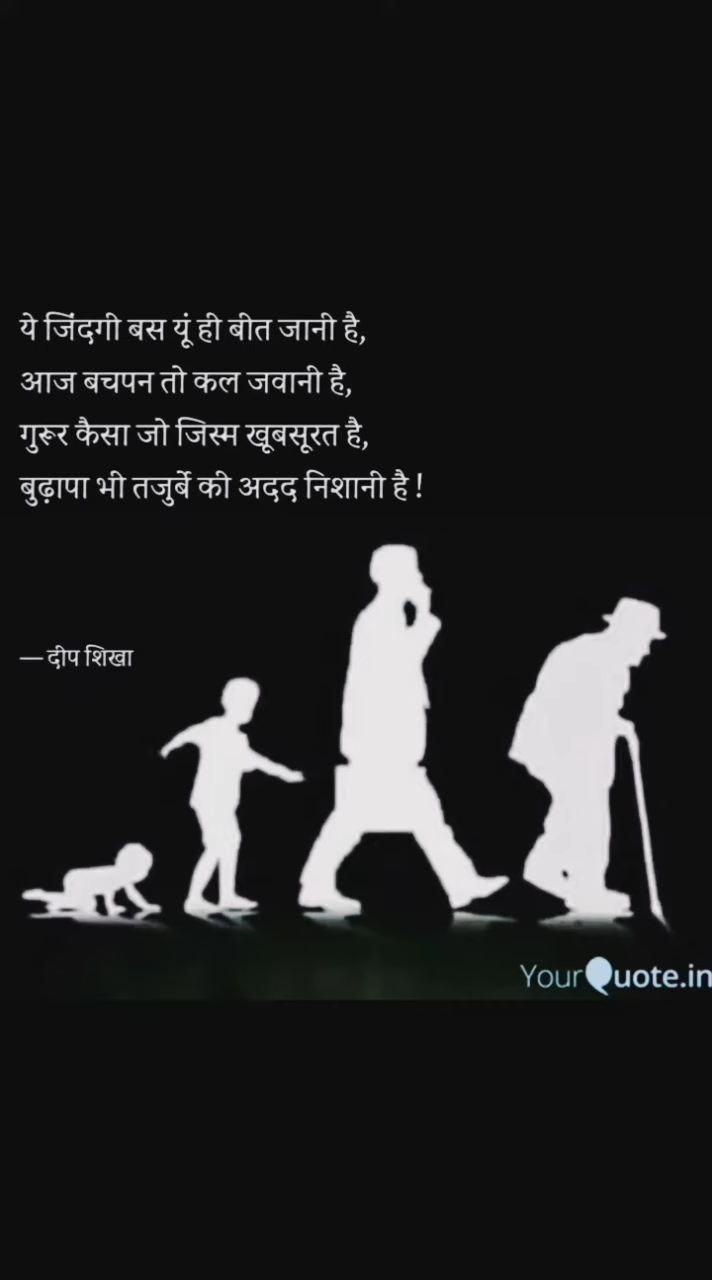 ये जिंदगी बस यूं ही बीत जानी है,
आज बचपन तो कल जवानी है,
गुरूर कैसा जो जिस्म खूबसूरत है,
बुढ़ापा भी तजुर्बे की अदद निशानी है !
— दीप शिखा
YourQuote.in